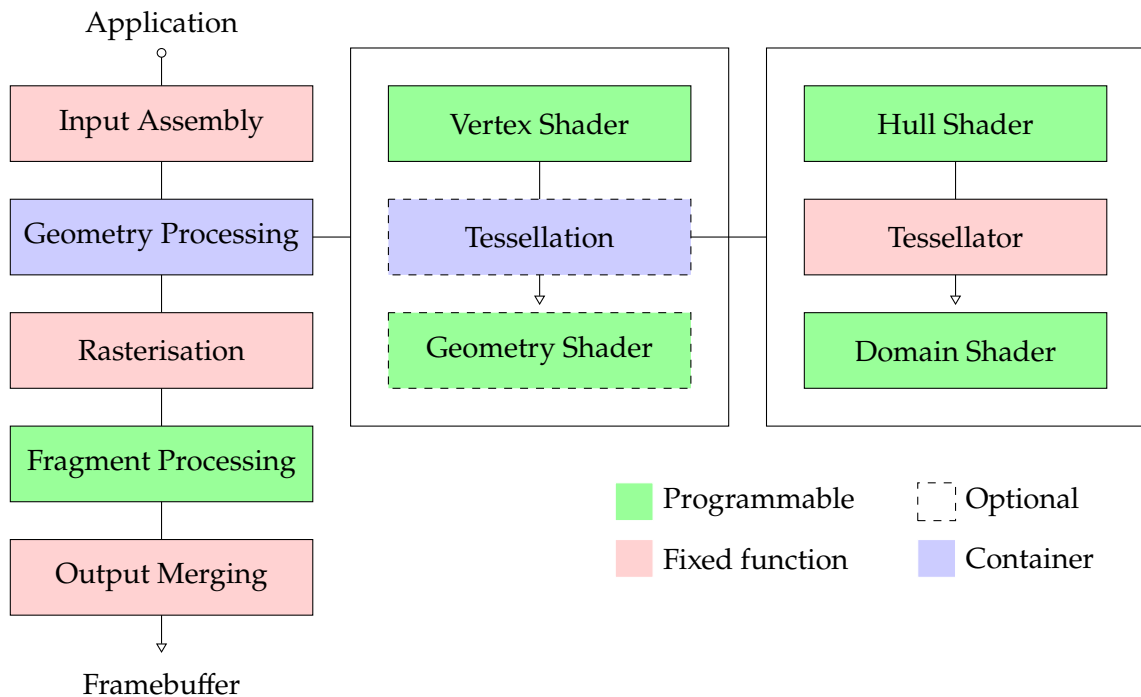 Application
Input Assembly
Geometry Processing
Rasterisation
Fragment Processing
Output Merging
Framebuffer
Vertex Shader
Tessellation
Geometry Shader
Hull Shader
Tessellator
Domain Shader
Programmable
Optional
Fixed function
Container